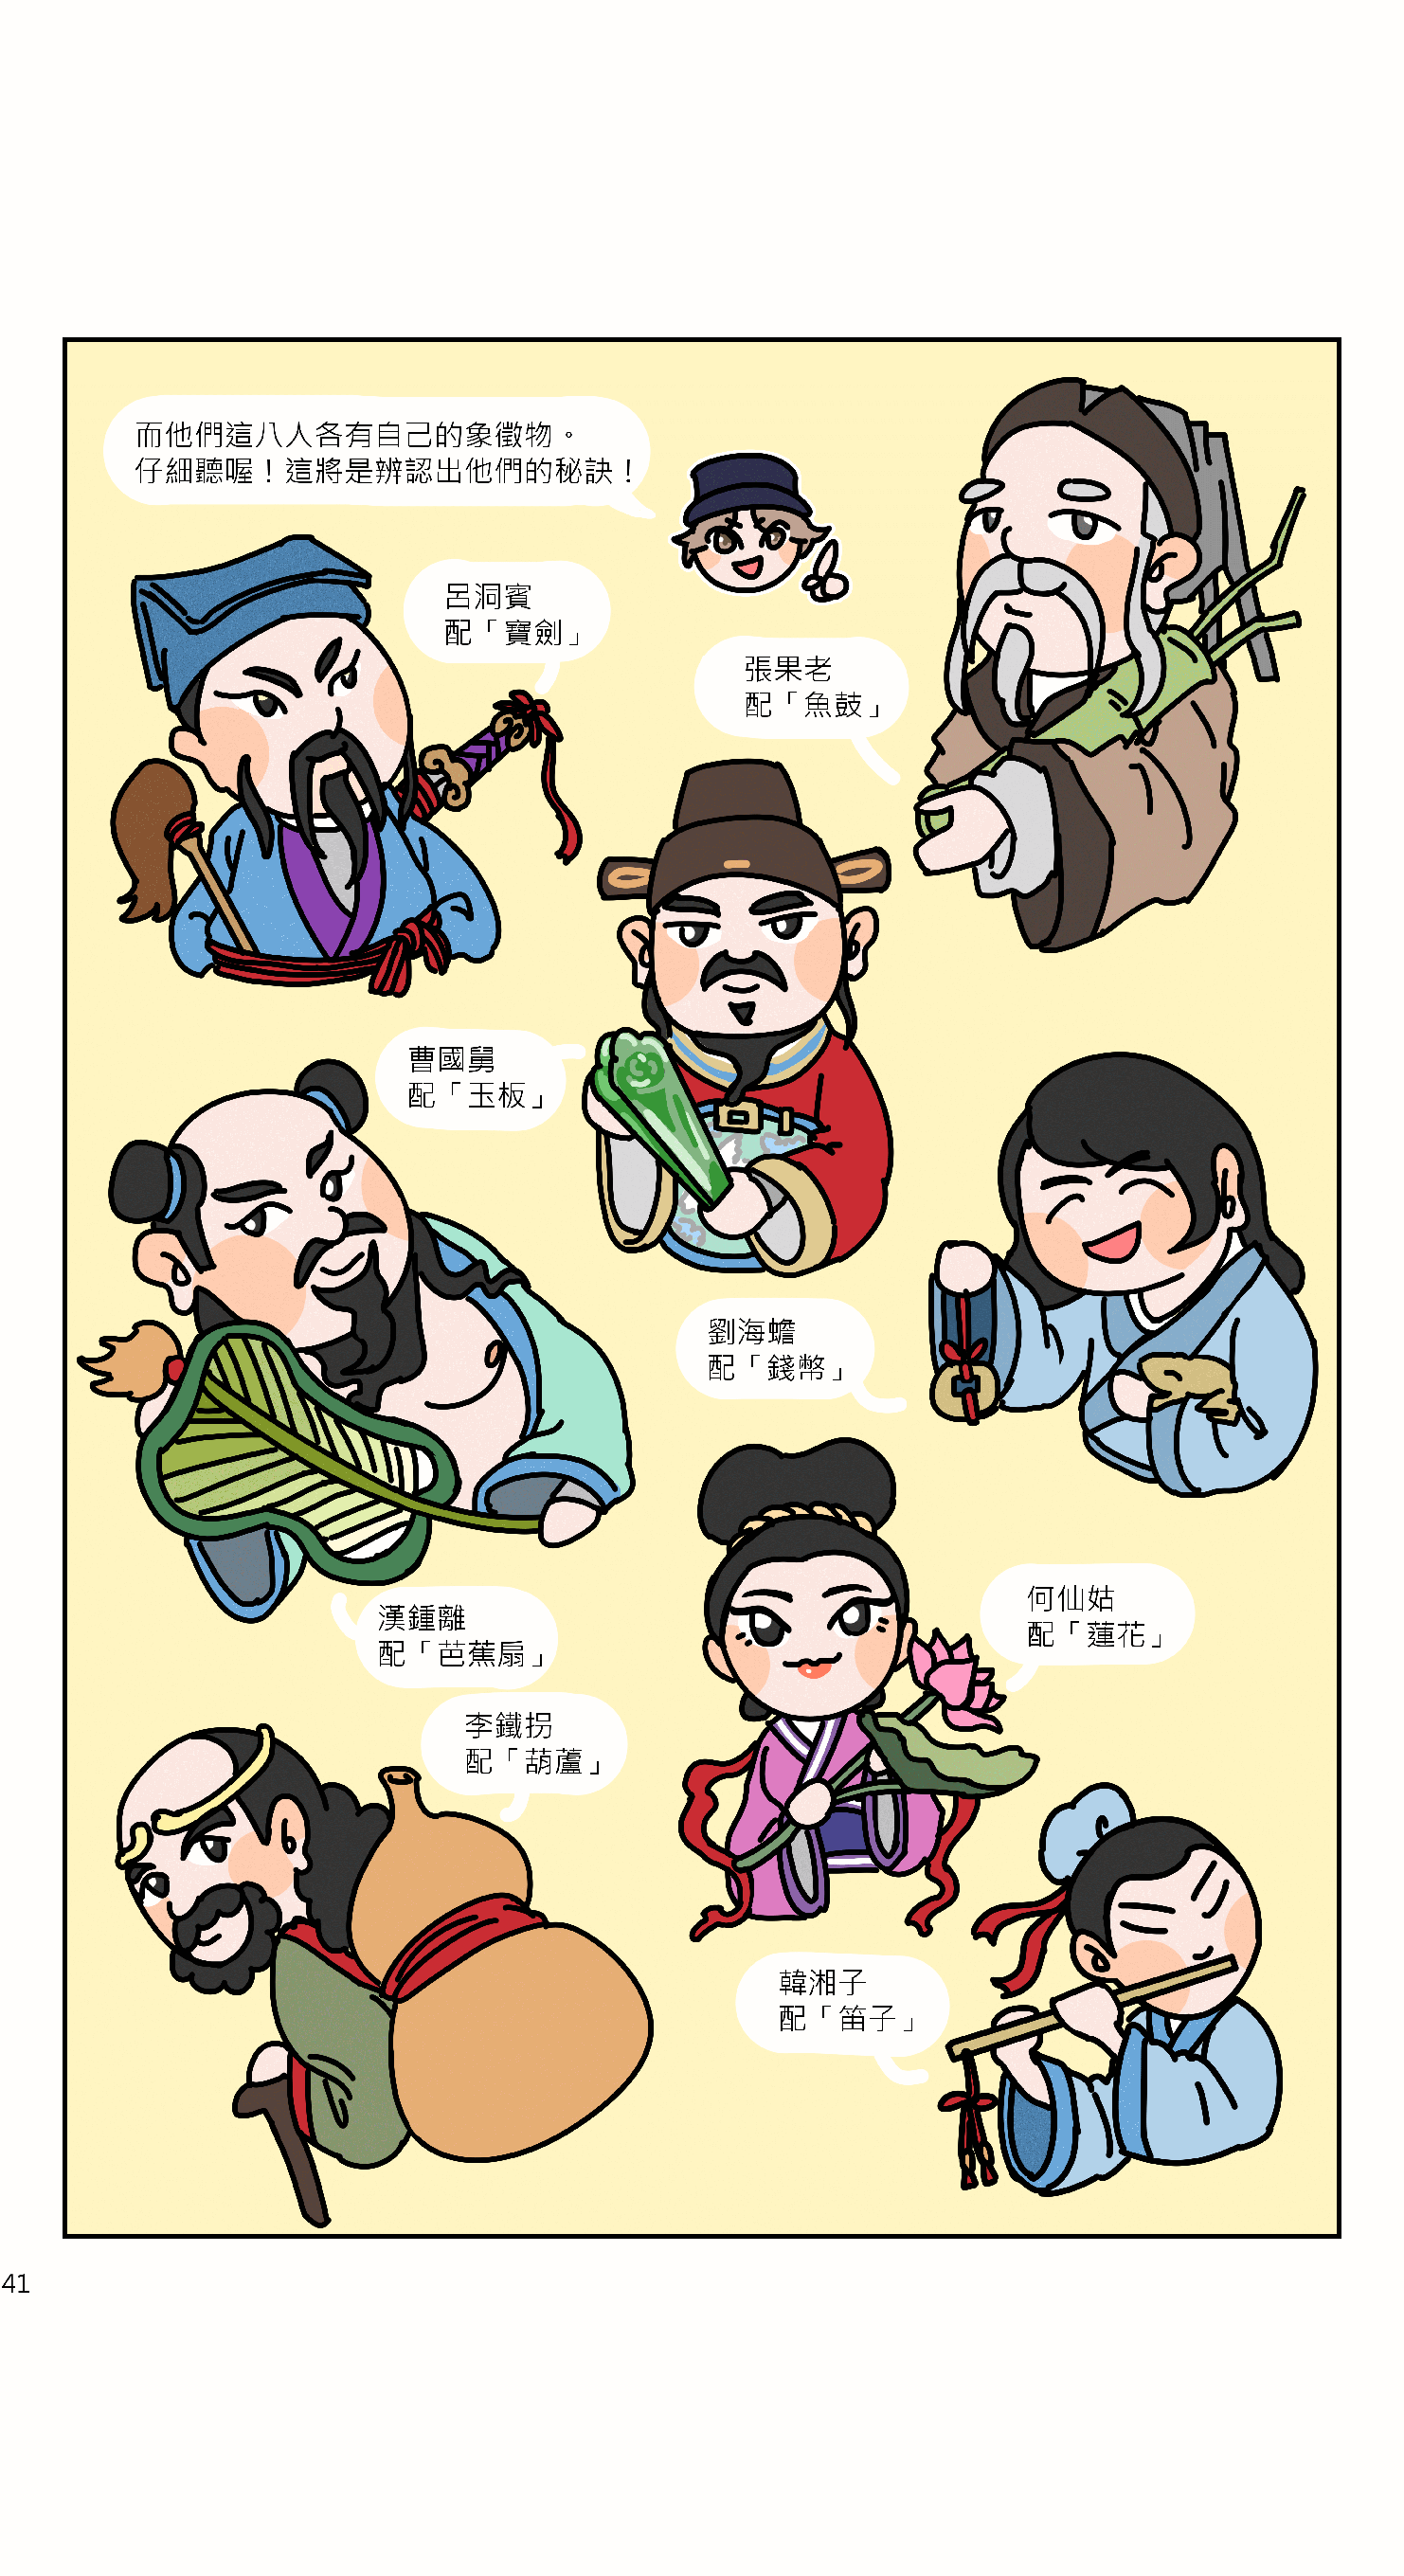 而他們這八人各有自己的象徵物。
仔細聽喔！這將是辨認出他們的秘訣！
呂洞賓
配「寶劍」
張果老
配「魚鼓」
曹國舅
配「玉板」
劉海蟾
配「錢幣」
漢鍾離
配「芭蕉扇」
何仙姑
配「蓮花」
李鐵拐
配「葫蘆」
韓湘子
配「笛子」
41